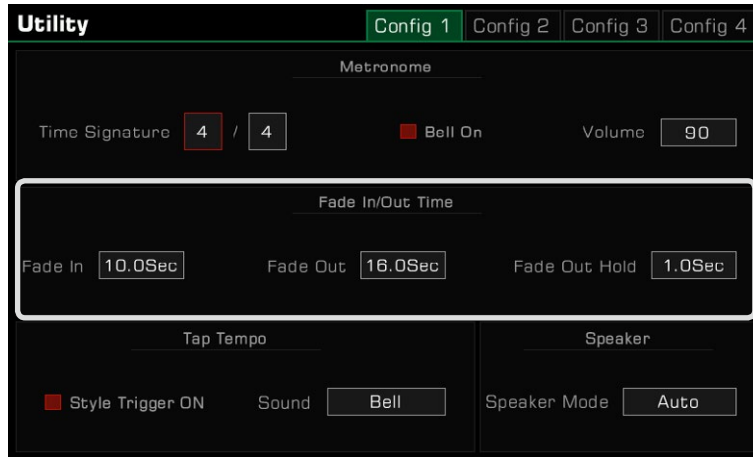 Utility Config 1 Config 2 Config 3 Config 4
Metronome
Time Signature 4 / 4 Bell On Volume 90
Fade In/Out Time
Fade In 10.0Sec Fade Out 16.0Sec Fade Out Hold 1.0Sec
Tap Tempo Speaker
Style Trigger ON Sound Bell Speaker Mode Auto